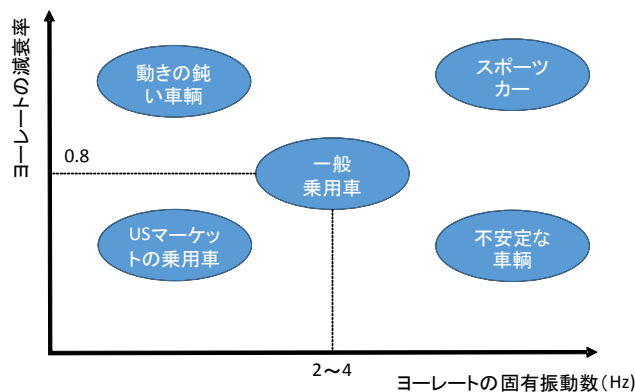 ヨーレートの減衰率
動きの鈍
い車輌
スポーツ
カー
0.8
一般
乗用車
USマーケッ
トの乗用車
不安定な
車輌
2~4
ヨーレートの固有振動数(Hz)